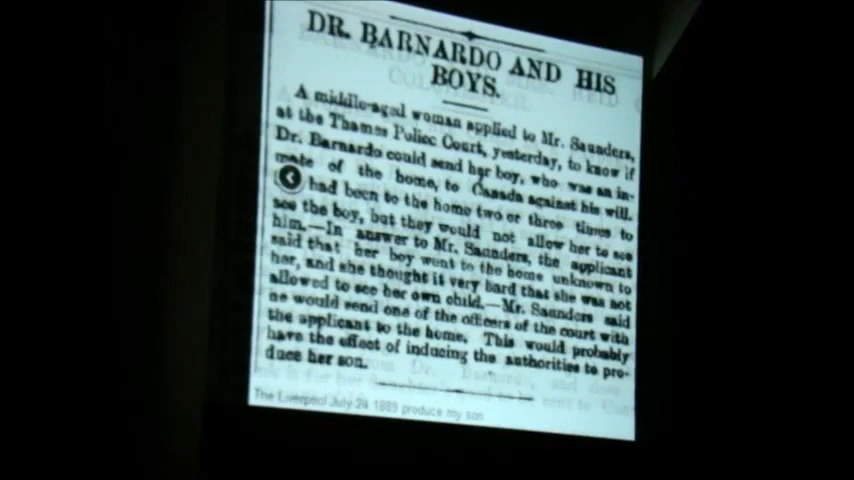 DR. BARNARDO AND HIS
BOYS.
A middle-aged woman applied to Mr. Saunders,
at the Thames Police Court, yesterday, to know if
Dr. Barnardo could send her boy, who was an in-
mate of the home, to Canada against his will.
had been to the home two or three times to
see the boy, but they would not allow her to see
him.—In answer to Mr. Saunders, the applicant
said that her boy went to the home unknown to
her, and she thought it very hard that she was not
allowed to see her own child.—Mr. Saunders said
he would send one of the officers of the court with
the applicant to the home. This would probably
have the effect of inducing the authorities to pro-
duce her son.
The Liverpool July 24 1889 produce my son